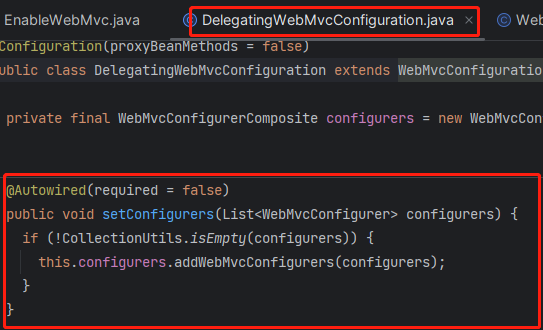 EnableWebMvc.java DelegatingWebMvcConfiguration.java Web
Configuration(proxyBeanMethods = false)
ublic class DelegatingWebMvcConfiguration extends WebMvcConfiguratio
private final WebMvcConfigurerComposite configurers = new WebMvcCon
@Autowired(required = false)
public void setConfigurers(List<WebMvcConfigurer> configurers) {
if (!CollectionUtils.isEmpty(configurers)) {
this.configurers.addWebMvcConfigurers(configurers);
}
}